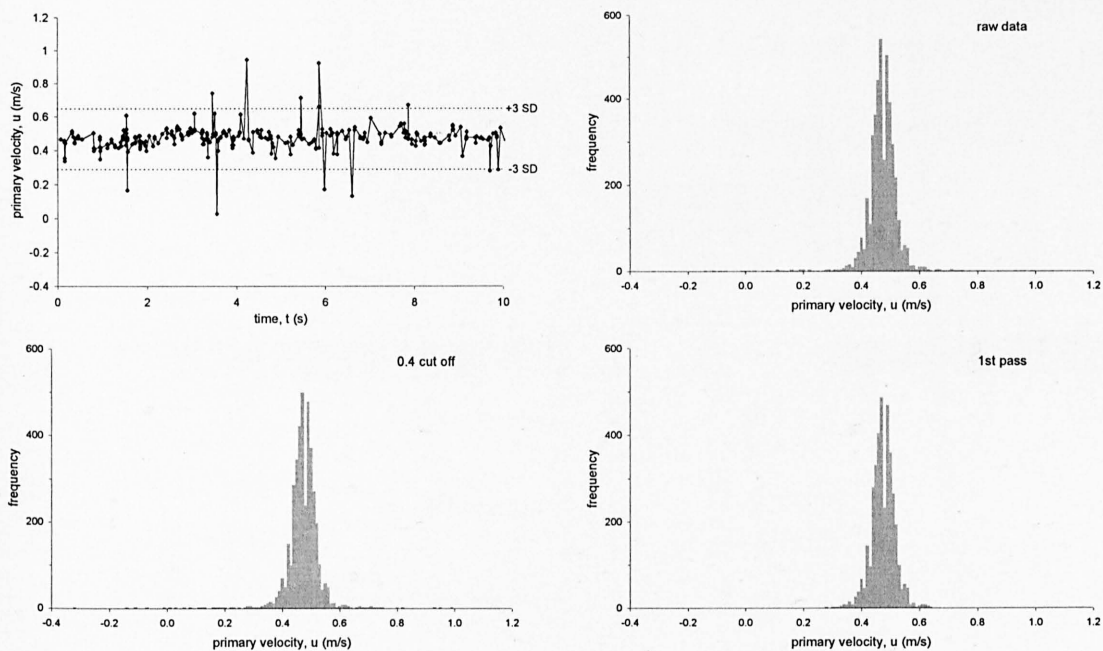 1.2
1
0.8
0.6
0.4
0.2
0
-0.2
-0.4
primary velocity, u (m/s)
+3 SD
-3 SD
0 2 4 6 8 10
time, t (s)
raw data
600
400
200
0
frequency
-0.4 -0.2 0.0 0.2 0.4 0.6 0.8 1.0 1.2
primary velocity, u (m/s)
0.4 cut off
600
400
200
0
frequency
-0.4 -0.2 0.0 0.2 0.4 0.6 0.8 1.0 1.2
primary velocity, u (m/s)
1st pass
600
400
200
0
frequency
-0.4 -0.2 0.0 0.2 0.4 0.6 0.8 1.0 1.2
primary velocity, u (m/s)